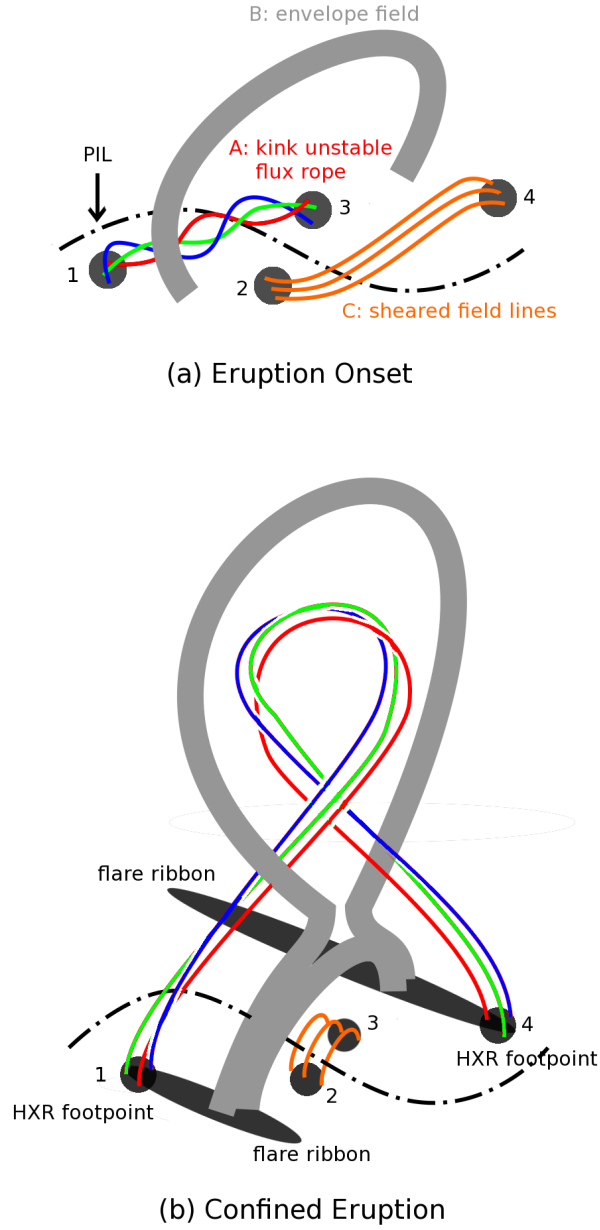 B: envelope field
PIL
A: kink unstable
flux rope
3
4
1
2
C: sheared field lines
(a) Eruption Onset
flare ribbon
3
4
HXR footpoint
1
2
HXR footpoint
flare ribbon
(b) Confined Eruption